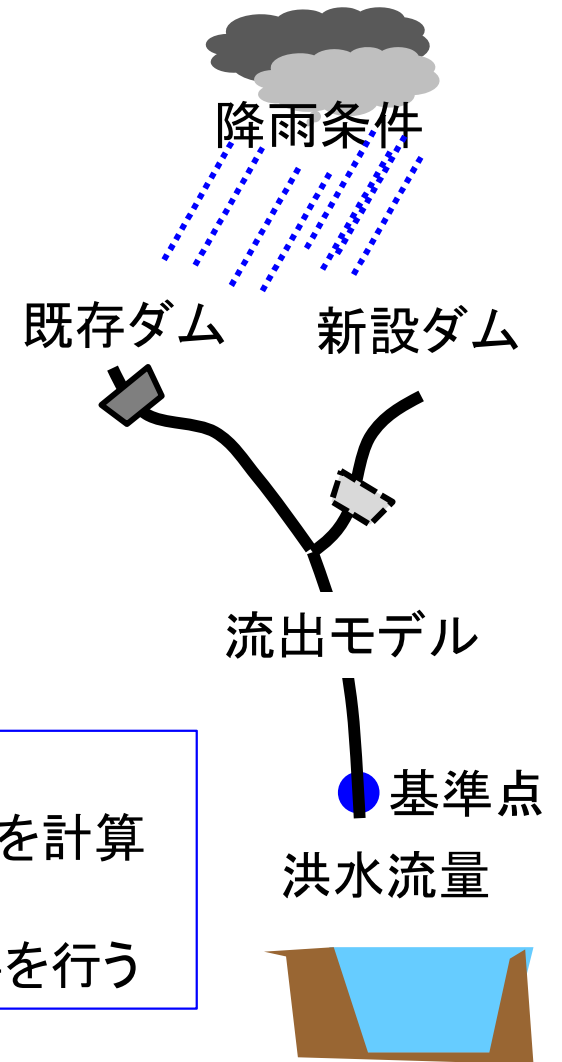 降雨条件
既存ダム
新設ダム
流出モデル
基準点
洪水流量
を計算
を行う